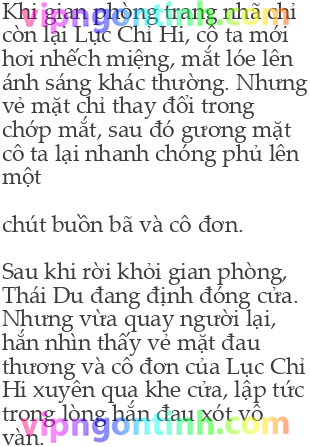 Khi gian phòng trang nhã chỉ
còn lại Lục Chỉ Hi, cô ta mới
hơi nhếch miệng, mắt lóe lên
ánh sáng khác thường. Nhưng
vẻ mặt chỉ thay đổi trong
chớp mắt, sau đó gương mặt
cô ta lại nhanh chóng phủ lên
một
chút buồn bã và cô đơn.
Sau khi rời khỏi gian phòng,
Thái Du đang định đóng cửa.
Nhưng vừa quay người lại,
hắn nhìn thấy vẻ mặt đau
thương và cô đơn của Lục Chỉ
Hi xuyên qua khe cửa, lập tức
trong lòng hắn đau xót vô
vàn.
vipngontinh.com
vipngontinh.com
vipngontinh.com